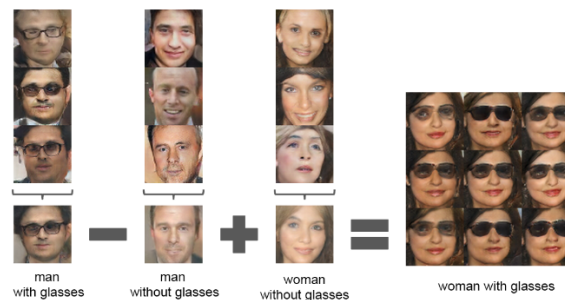 man
with glasses
man
without glasses
woman
without glasses
woman with glasses